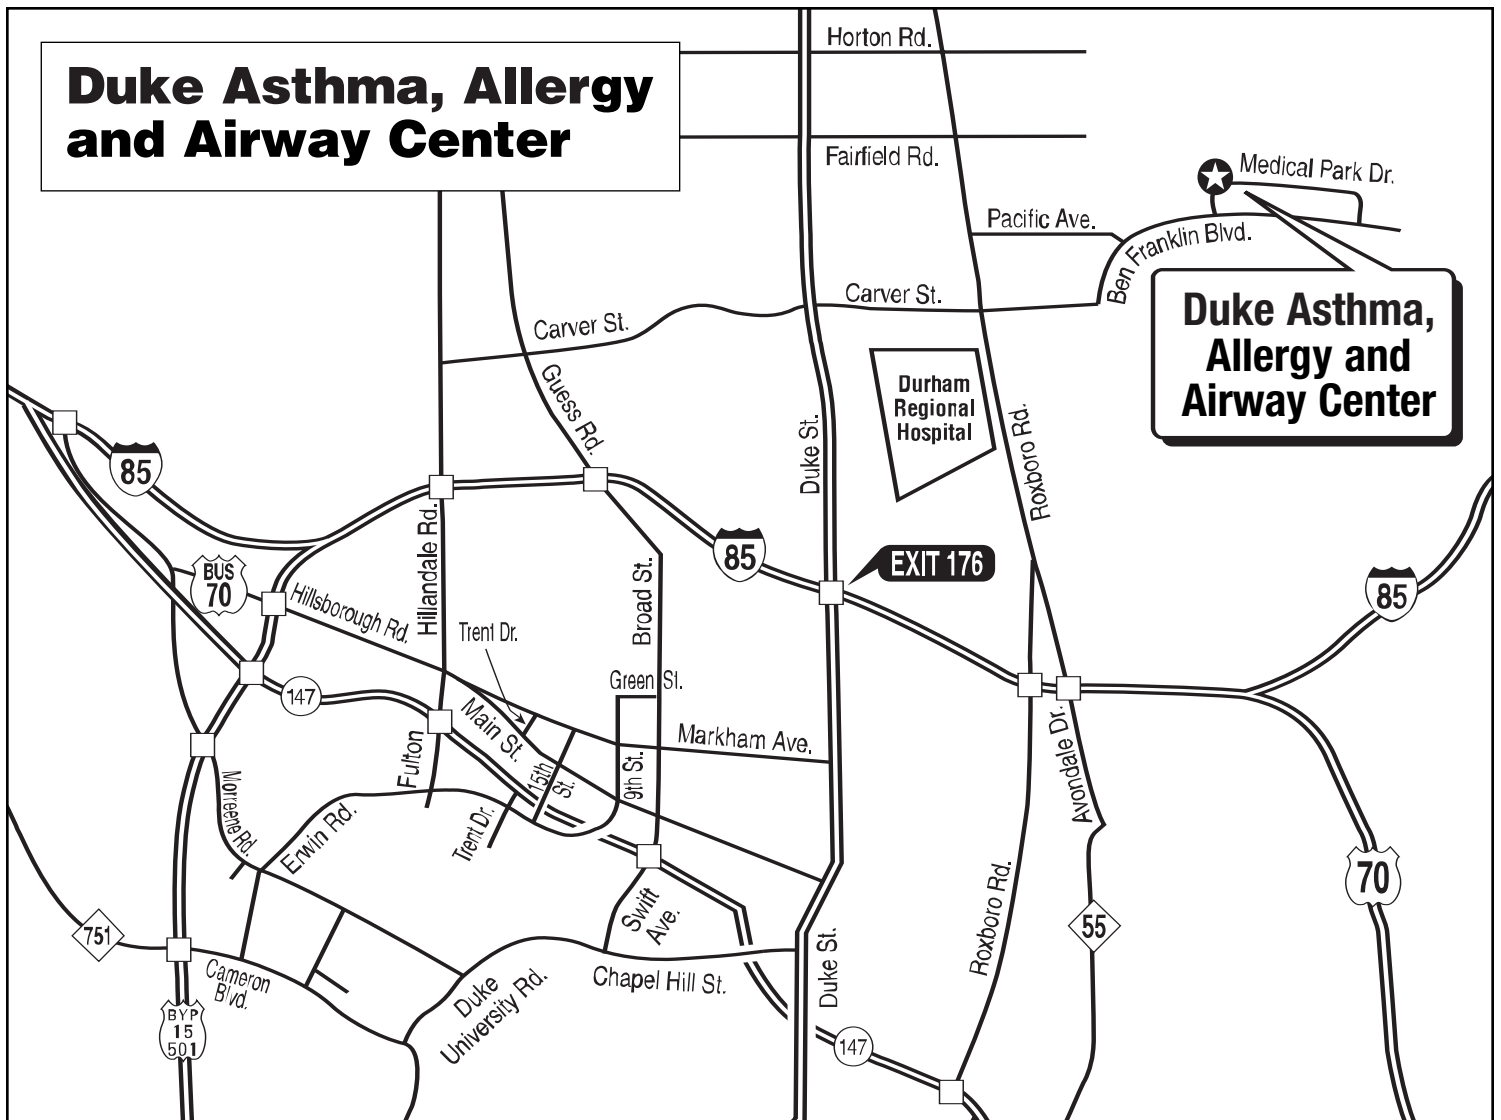 Duke Asthma, Allergy
and Airway Center
Horton Rd.
Fairfield Rd.
Medical Park Dr.
Pacific Ave.
Ben Franklin Blvd.
Carver St.
Carver St.
Duke Asthma,
Allergy and
Airway Center
Guess Rd.
Durham
Regional
Hospital
Duke St.
Roxboro Rd.
85
Hillandale Rd.
85
EXIT 176
85
BUS
70
Hillsborough Rd.
Broad St.
Trent Dr.
Green St.
147
Main St.
Markham Ave.
Fulton
15th
St.
9th St.
Avondale Dr.
Morreene Rd.
Erwin Rd.
Trent Dr.
70
751
Swift
Ave.
Roxboro Rd.
55
Cameron
Blvd.
Duke
University Rd.
Chapel Hill St.
Duke St.
BYP
15
501
147